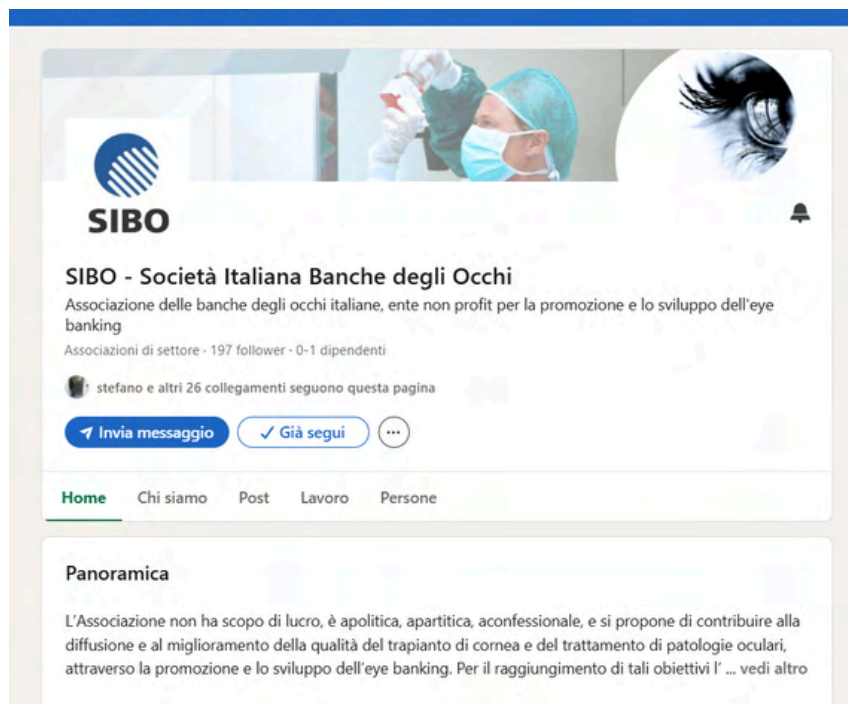 SIBO
SIBO - Società Italiana Banche degli Occhi
Associazione delle banche degli occhi italiane, ente non profit per la promozione e lo sviluppo dell'eye
banking
Associazioni di settore · 197 follower · 0-1 dipendenti
stefano e altri 26 collegamenti seguono questa pagina
Invia messaggio Già segui
Home Chi siamo Post Lavoro Persone
Panoramica
L'Associazione non ha scopo di lucro, è apolitica, apartitica, aconfessionale, e si propone di contribuire alla
diffusione e al miglioramento della qualità del trapianto di cornea e del trattamento di patologie oculari,
attraverso la promozione e lo sviluppo dell'eye banking. Per il raggiungimento di tali obiettivi l' ... vedi altro